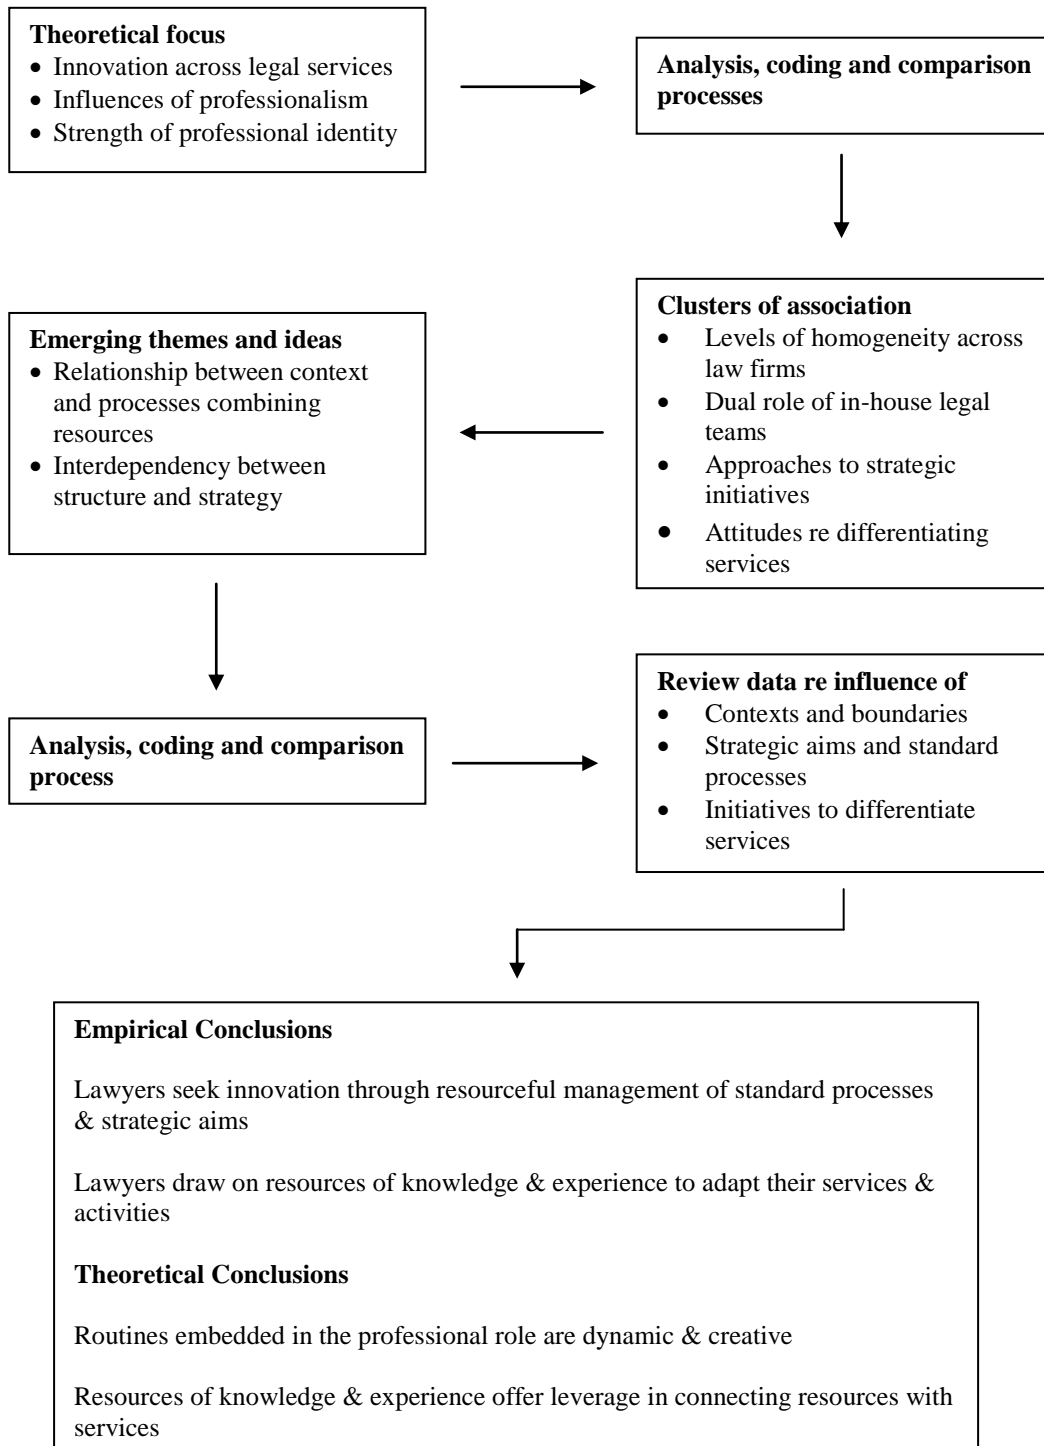 Theoretical focus
• Innovation across legal services
• Influences of professionalism
• Strength of professional identity
Analysis, coding and comparison
processes
Clusters of association
• Levels of homogeneity across
law firms
• Dual role of in-house legal
teams
• Approaches to strategic
initiatives
• Attitudes re differentiating
services
Emerging themes and ideas
• Relationship between context
and processes combining
resources
• Interdependency between
structure and strategy
Analysis, coding and comparison
process
Review data re influence of
• Contexts and boundaries
• Strategic aims and standard
processes
• Initiatives to differentiate
services
Empirical Conclusions
Lawyers seek innovation through resourceful management of standard processes
& strategic aims
Lawyers draw on resources of knowledge & experience to adapt their services &
activities
Theoretical Conclusions
Routines embedded in the professional role are dynamic & creative
Resources of knowledge & experience offer leverage in connecting resources with
services